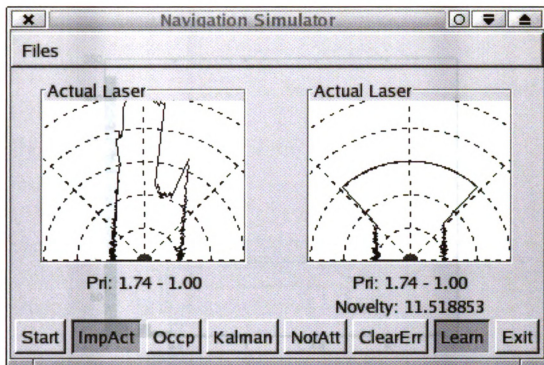 Navigation Simulator
Files
Actual Laser
Actual Laser
Pri: 1.74 - 1.00
Pri: 1.74 - 1.00
Novelty: 11.518853
Start ImpAct Occp Kalman NotAtt ClearErr Learn Exit